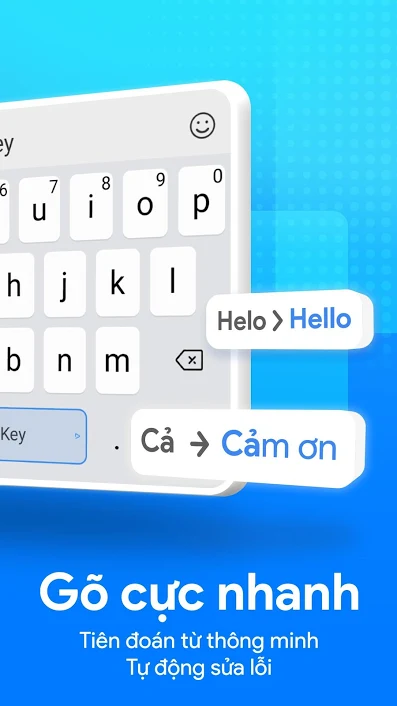 ey
6 7 8 9 0
u i o p
h j k l
Helo > Hello
b n m
Key
.
Cả → Cảm ơn
Gõ cực nhanh
Tiên đoán từ thông minh
Tự động sửa lỗi